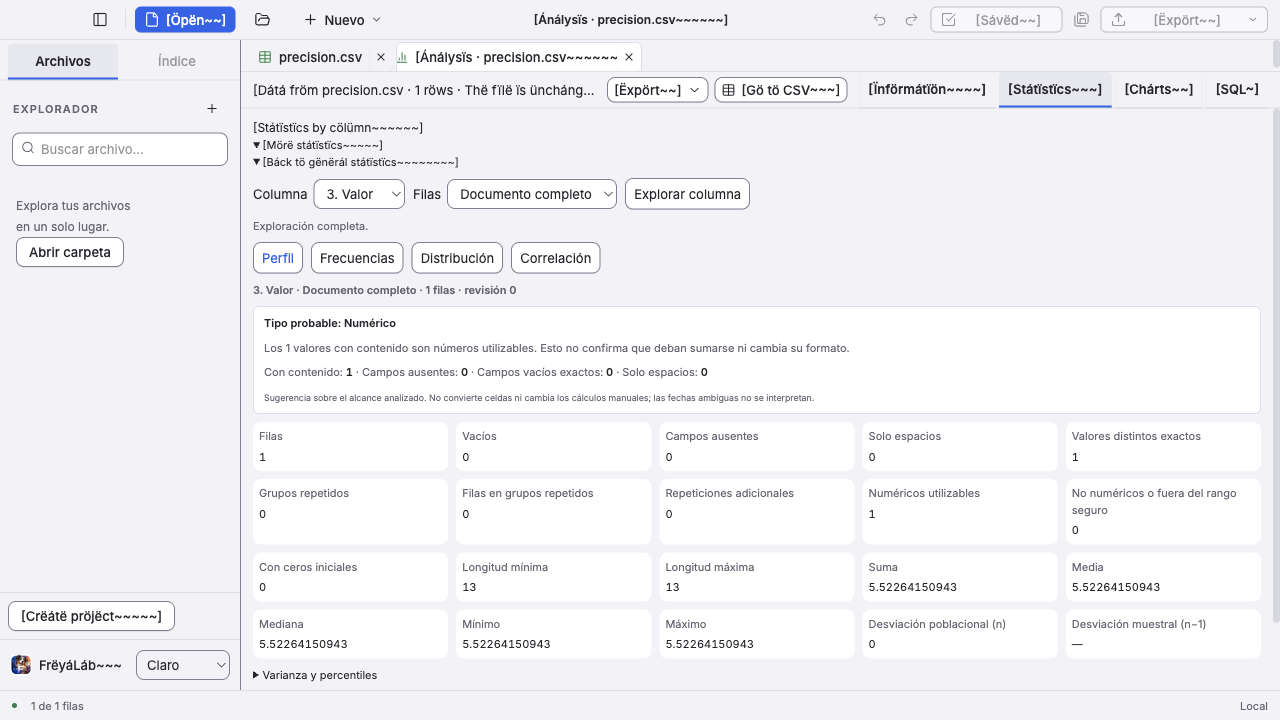 [Öpën~~]
Nuevo
[Ánálysïs · precision.csv~~~~~~]
[Sávëd~~]
[Ëxpört~~]
Archivos
Índice
EXPLORADOR
Buscar archivo...
Explora tus archivos
en un solo lugar.
Abrir carpeta
[Crëátë pröjëct~~~~~]
FrëyáLáb~~~
Claro
precision.csv
[Ánálysïs · precision.csv~~~~~~
[Dátá fröm precision.csv · 1 röws · Thë fïlë ïs üncháng...
[Ëxpört~~]
[Gö tö CSV~~~]
[Ïnförmátïön~~~~]
[Státïstïcs~~~]
[Chárts~~]
[SQL~]
[Státïstïcs by cölümn~~~~~~]
[Mörë státïstïcs~~~~~]
[Báck tö gënërál státïstïcs~~~~~~~~]
Columna
3. Valor
Filas
Documento completo
Explorar columna
Exploración completa.
Perfil
Frecuencias
Distribución
Correlación
3. Valor · Documento completo · 1 filas · revisión 0
Tipo probable: Numérico
Los 1 valores con contenido son números utilizables. Esto no confirma que deban sumarse ni cambia su formato.
Con contenido: 1 · Campos ausentes: 0 · Campos vacíos exactos: 0 · Solo espacios: 0
Sugerencia sobre el alcance analizado. No convierte celdas ni cambia los cálculos manuales; las fechas ambiguas no se interpretan.
Filas
1
Vacíos
0
Campos ausentes
0
Solo espacios
0
Valores distintos exactos
1
Grupos repetidos
0
Filas en grupos repetidos
0
Repeticiones adicionales
0
Numéricos utilizables
1
No numéricos o fuera del rango
seguro
0
Con ceros iniciales
0
Longitud mínima
13
Longitud máxima
13
Suma
5.52264150943
Media
5.52264150943
Mediana
5.52264150943
Mínimo
5.52264150943
Máximo
5.52264150943
Desviación poblacional (n)
0
Desviación muestral (n−1)
—
Varianza y percentiles
1 de 1 filas
Local